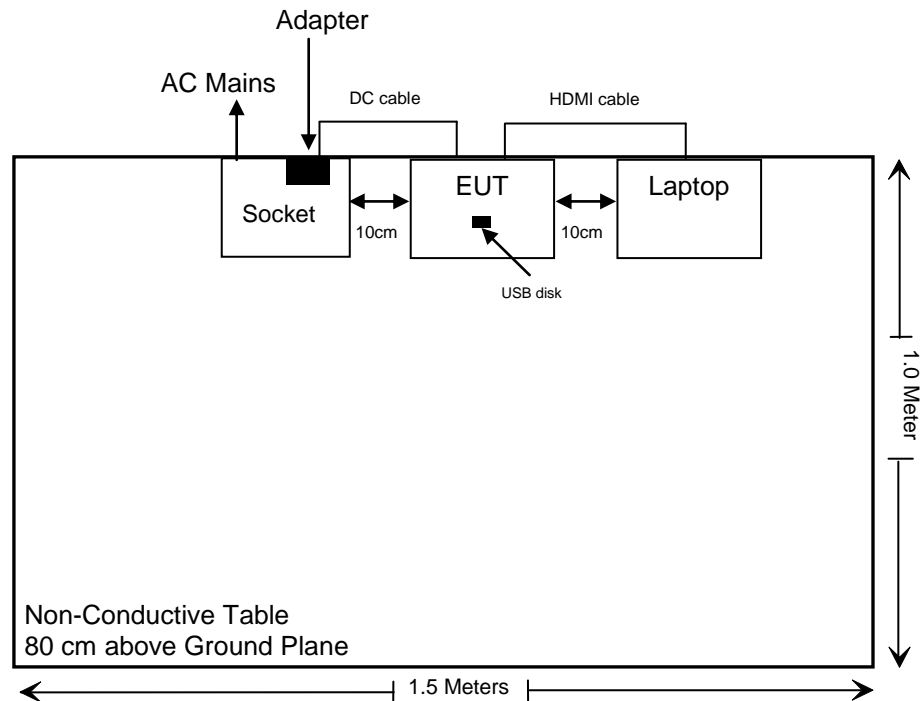 Adapter
AC Mains
DC cable
HDMI cable
Socket
EUT
Laptop
10cm
10cm
USB disk
1.0 Meter
Non-Conductive Table
80 cm above Ground Plane
1.5 Meters